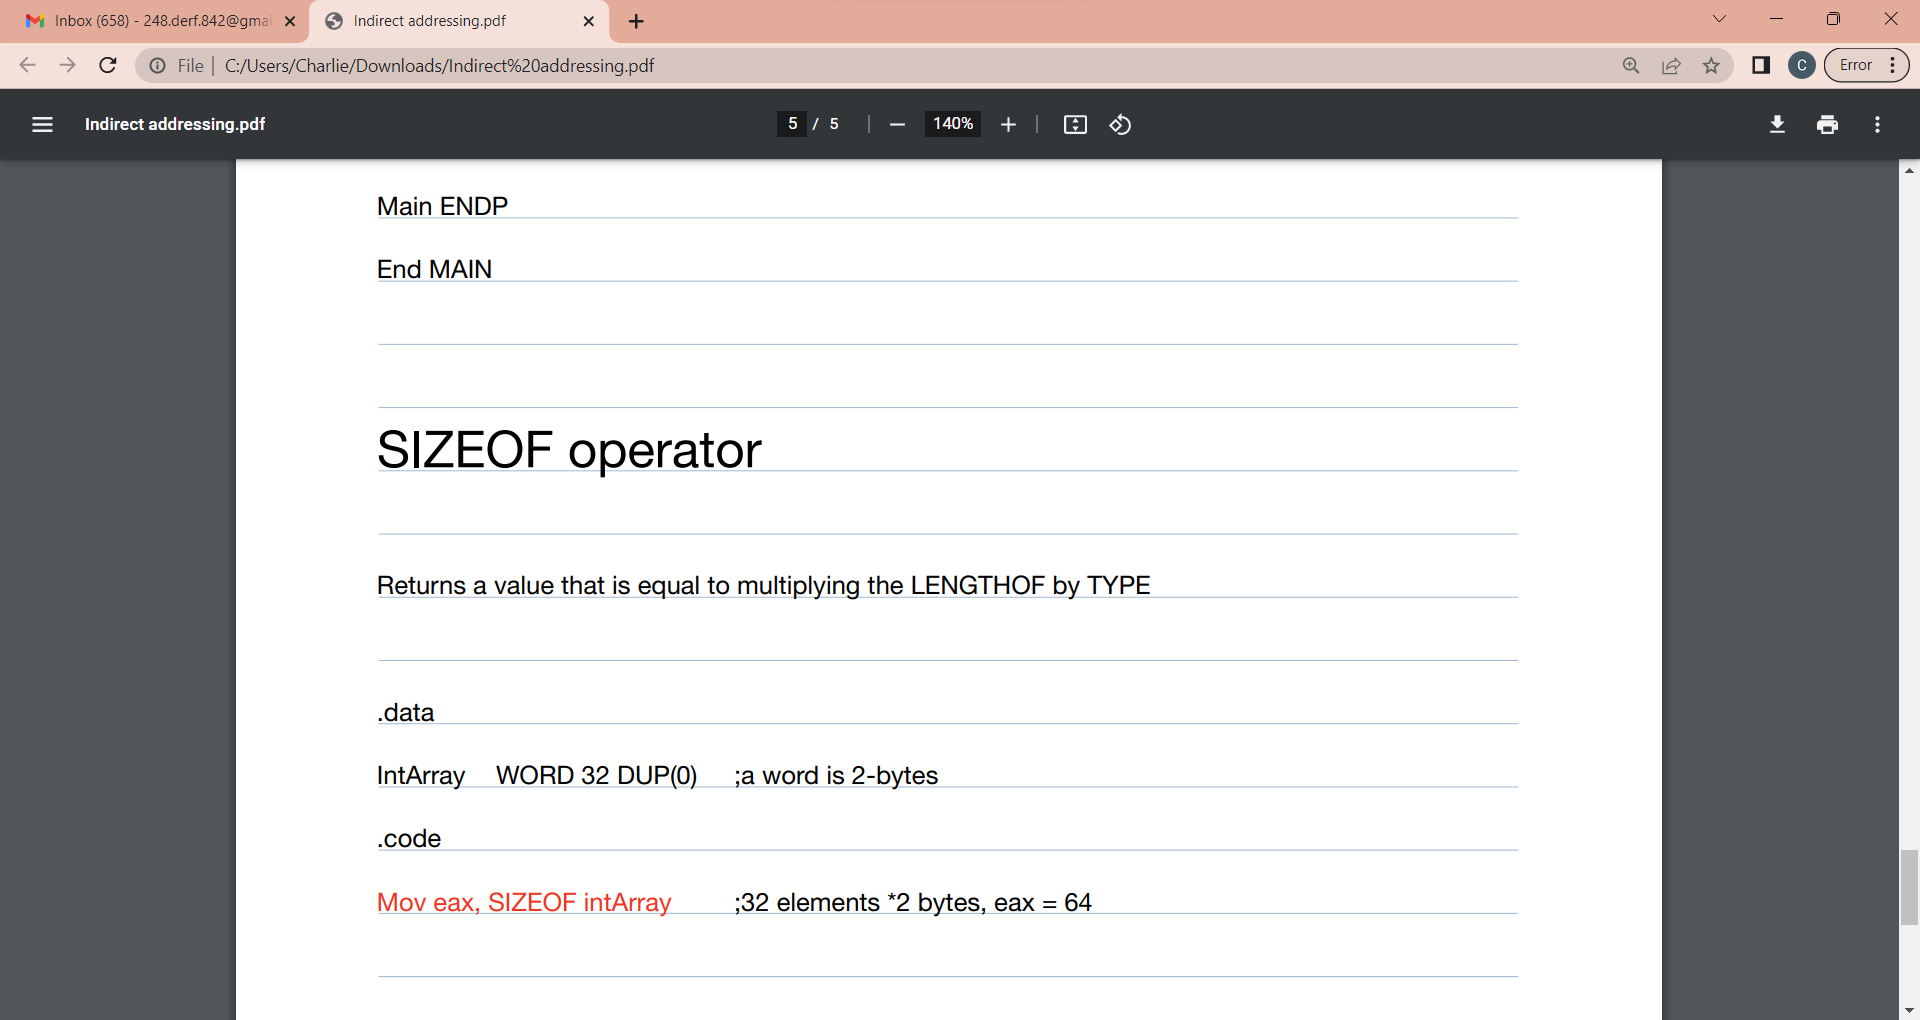 Inbox (658) - 248.derf.842@gma
Indirect addressing.pdf
File
C:/Users/Charlie/Downloads/Indirect%20addressing.pdf
C
Error
Indirect addressing.pdf
5 / 5
140%
Main ENDP
End MAIN
SIZEOF operator
Returns a value that is equal to multiplying the LENGTHOF by TYPE
.data
IntArray WORD 32 DUP(0) ;a word is 2-bytes
.code
Mov eax, SIZEOF intArray ;32 elements *2 bytes, eax = 64